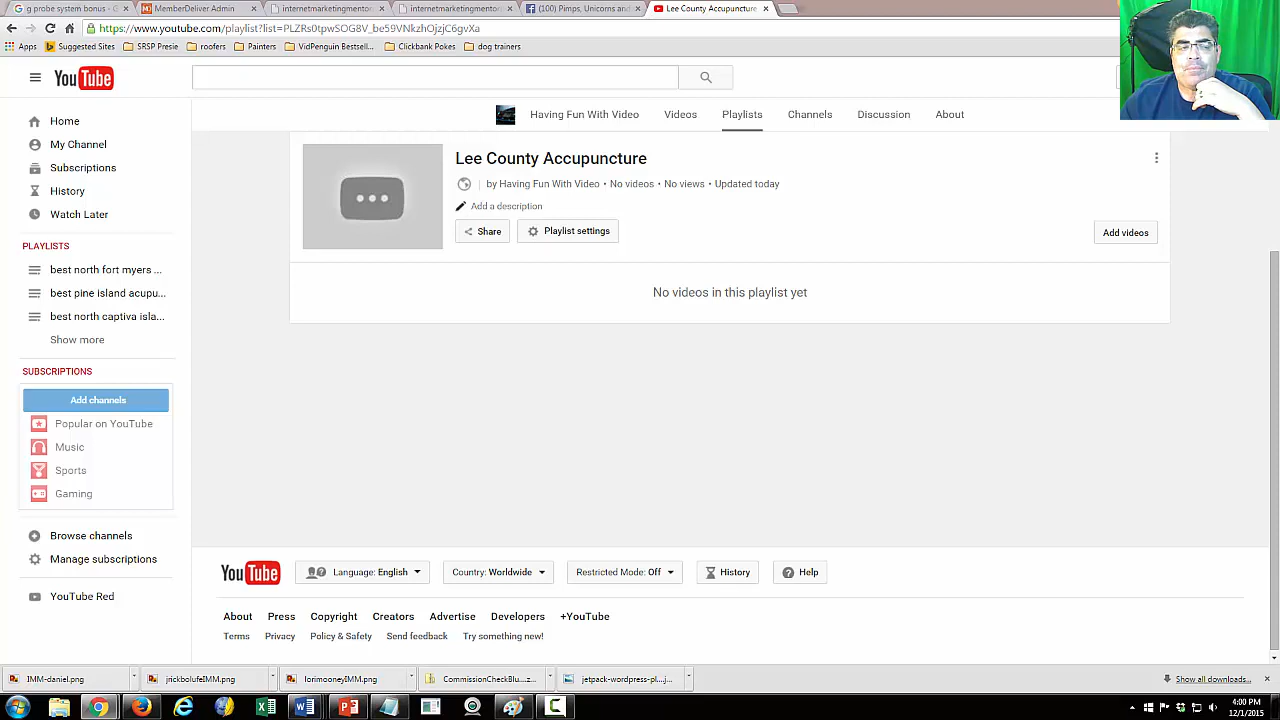 g probe system bonus - G
MemberDeliver Admin
internetmarketingmento
internetmarketingmento
(100) Pimps, Unicorns and
Lee County Accupuncture
https://www.youtube.com/playlist?list=PLZRs0tpwSOG8V_be59VNkzhOjzjC6gvXa
Apps Suggested Sites SRSP Presie roofers Painters VidPenguin Bestsell... Clickbank Pokes dog trainers
YouTube
Having Fun With Video Videos Playlists Channels Discussion About
Home
My Channel
Subscriptions
History
Watch Later
PLAYLISTS
best north fort myers ...
best pine island acupu...
best north captiva isla...
Show more
SUBSCRIPTIONS
Add channels
Popular on YouTube
Music
Sports
Gaming
Browse channels
Manage subscriptions
YouTube Red
Lee County Accupuncture
by Having Fun With Video • No videos • No views • Updated today
Add a description
Share Playlist settings
Add videos
No videos in this playlist yet
YouTube Language: English Country: Worldwide Restricted Mode: Off History Help
About Press Copyright Creators Advertise Developers +YouTube
Terms Privacy Policy & Safety Send feedback Try something new!
IMM-daniel.png jrickbolufeIMM.png lorimooneyIMM.png CommissionCheckBlu....z... jetpack-wordpress-pl....j... Show all downloads...
4:00 PM
12/1/2015